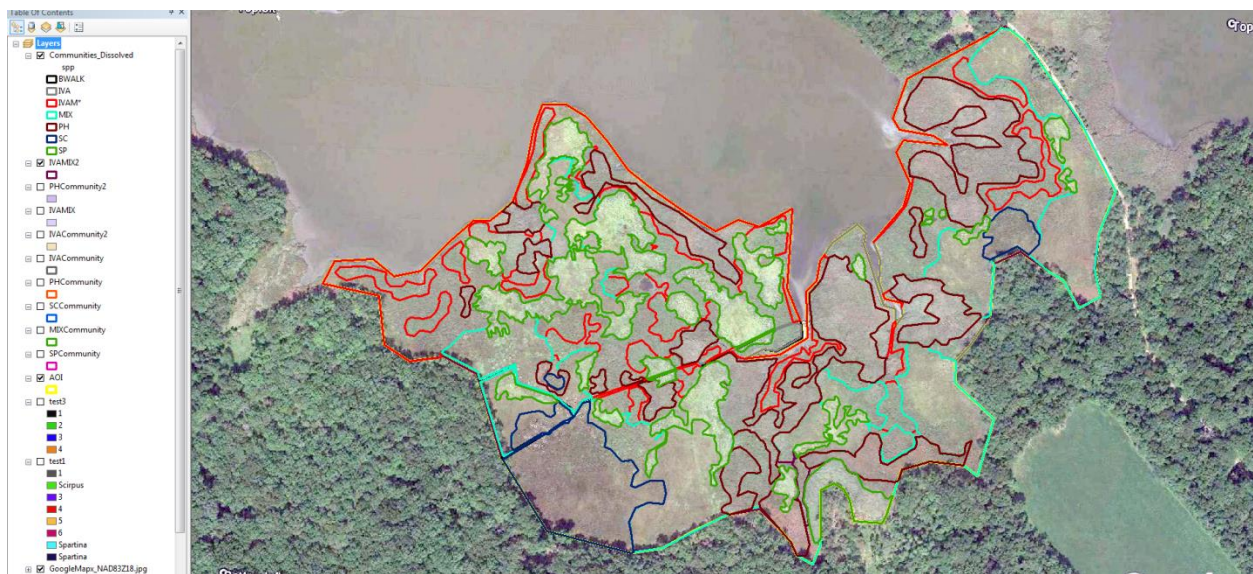 Table Of Contents
Layers
Communities_Dissolved
spp
BWALK
IVA
IVAM*
MIX
PH
SC
SP
IVAMIX2
PHCommunity2
IVAMIX
IVACommunity2
IVACommunity
PHCommunity
SCCommunity
MIXCommunity
SPCommunity
AOI
test3
1
2
3
4
test1
1
Scirpus
3
4
5
6
Spartina
Spartina
GoogleMapx_NAD83Z18.jpg